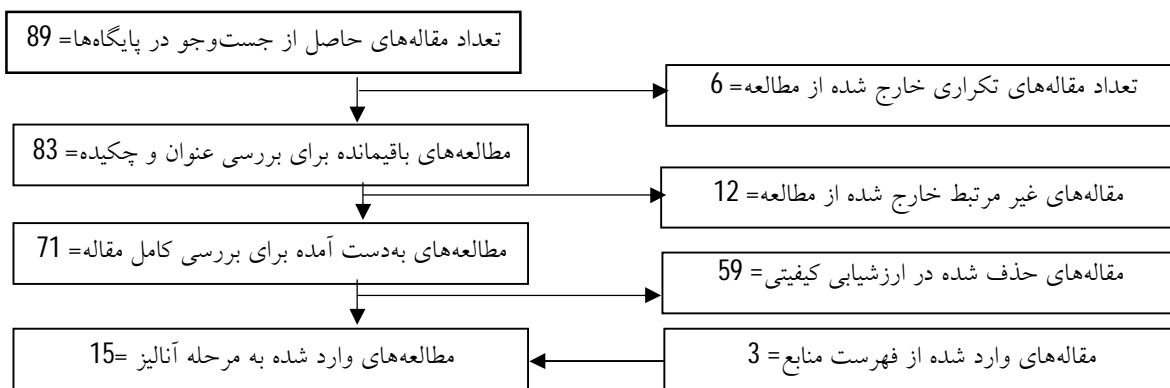 تعداد مقاله‌های حاصل از جست‌وجو در پایگاه‌ها= 89
تعداد مقاله‌های تکراری خارج شده از مطالعه= 6
مطالعه‌های باقیمانده برای بررسی عنوان و چکیده= 83
مقاله‌های غیر مرتبط خارج شده از مطالعه= 12
مطالعه‌های به‌دست آمده برای بررسی کامل مقاله= 71
مقاله‌های حذف شده در ارزشیابی کیفیتی= 59
مقاله‌های وارد شده از فهرست منابع= 3
مطالعه‌های وارد شده به مرحله آنالیز =15